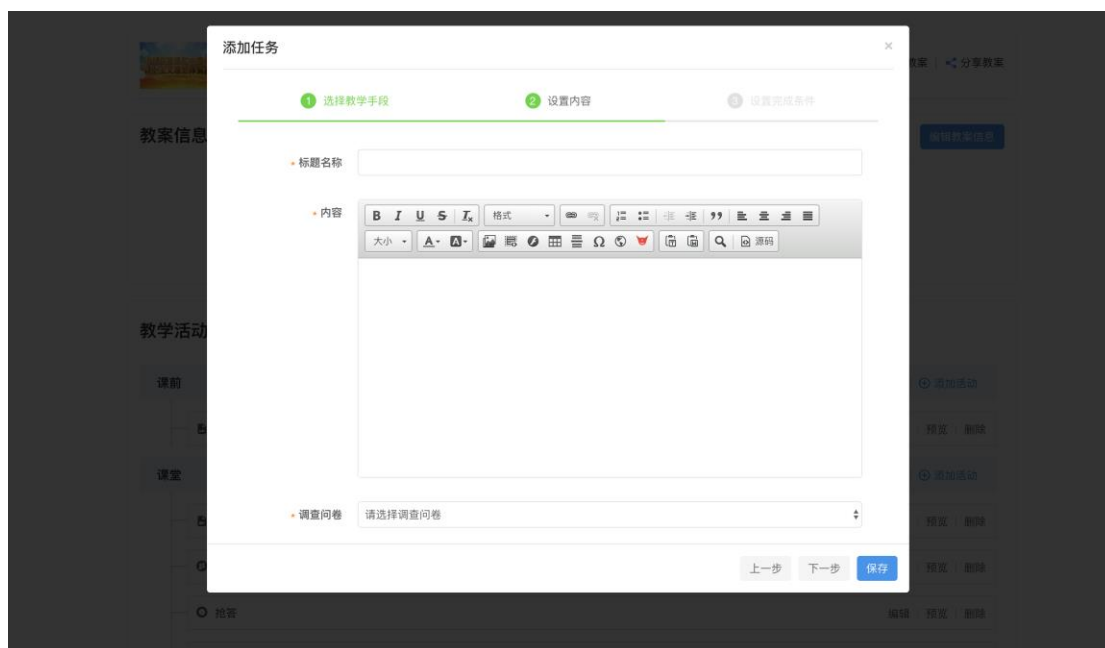 添加任务 ×
教案 分享教案
1 选择教学手段 2 设置内容 3 设置完成条件
教案信息 编辑教案信息
* 标题名称
* 内容
B I U S Tx 格式
大小 A A Ω 源码
教学活动
课前 添加活动
预览 删除
课堂 添加活动
* 调查问卷 请选择调查问卷
预览 删除
上一步 下一步 保存
预览 删除
抢答 编辑 预览 删除